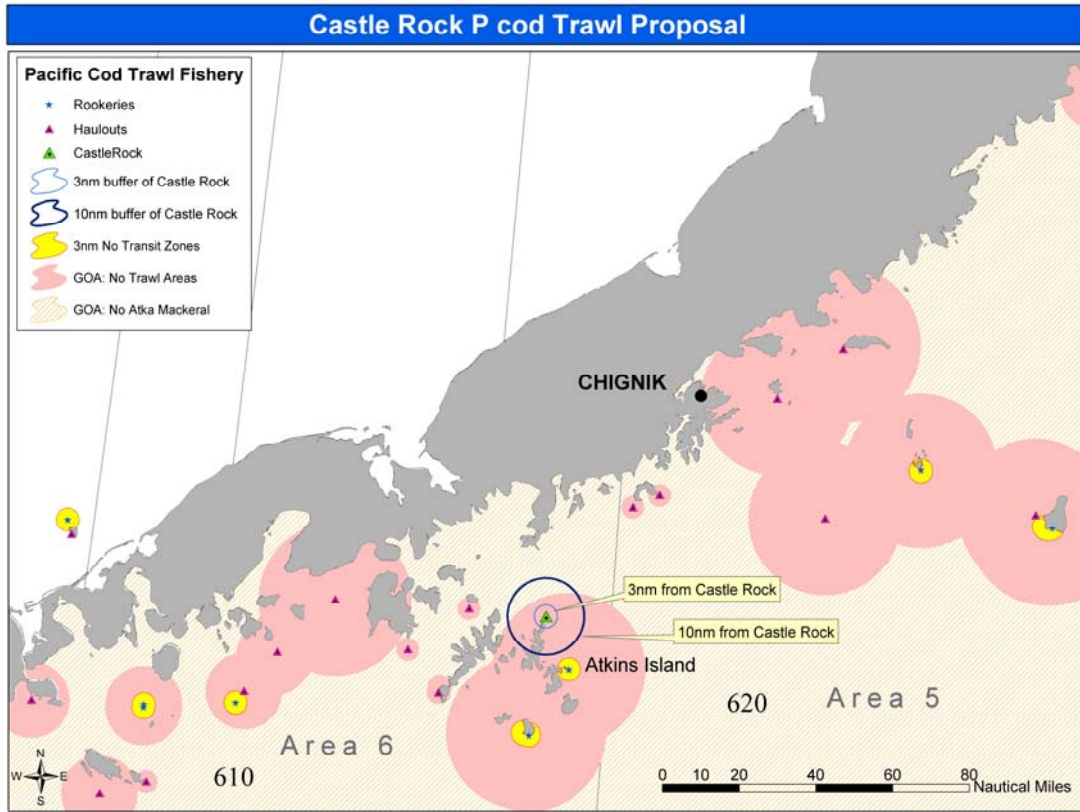 Castle Rock P cod Trawl Proposal
Pacific Cod Trawl Fishery
Rookeries
Haulouts
CastleRock
3nm buffer of Castle Rock
10nm buffer of Castle Rock
3nm No Transit Zones
GOA: No Trawl Areas
GOA: No Atka Mackeral
CHIGNIK
3nm from Castle Rock
10nm from Castle Rock
Atkins Island
620
Area 5
Area 6
610
N
W E
S
0 10 20 40 60 80
Nautical Miles